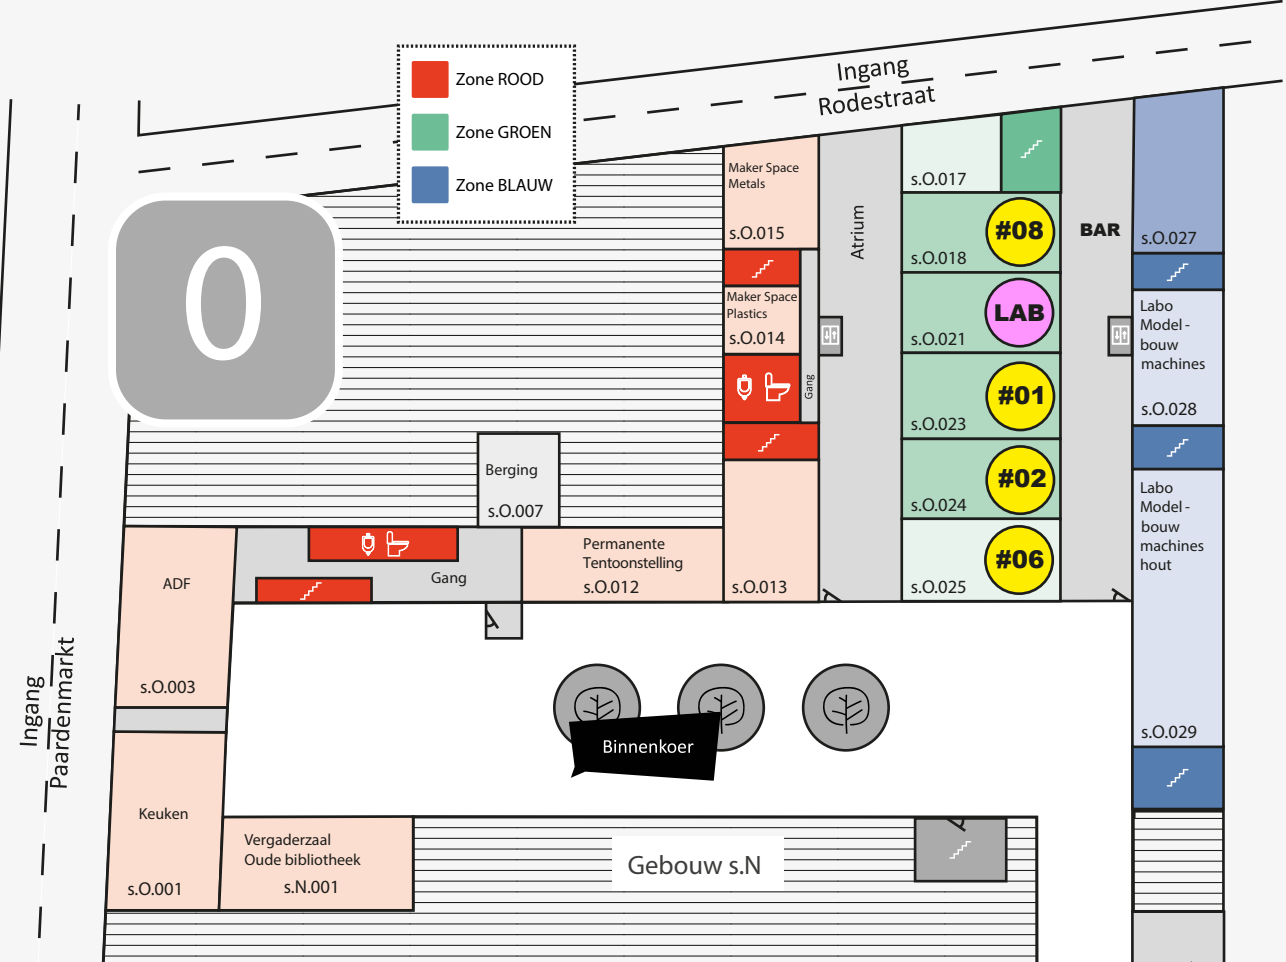 Ingang
Rodestraat
Zone ROOD
Zone GROEN
Zone BLAUW
0
Maker Space
Metals
s.O.015
Maker Space
Plastics
s.O.014
Gang
s.O.013
Atrium
s.O.017
s.O.018
#08
s.O.021
LAB
s.O.023
#01
s.O.024
#02
s.O.025
#06
BAR
s.O.027
Labo
Model-
bouw
machines
s.O.028
Labo
Model-
bouw
machines
hout
s.O.029
Berging
s.O.007
Permanente
Tentoonstelling
s.O.012
Gang
ADF
s.O.003
Ingang
Paardenmarkt
Keuken
s.O.001
Vergaderzaal
Oude bibliotheek
s.N.001
Binnenkoer
Gebouw s.N